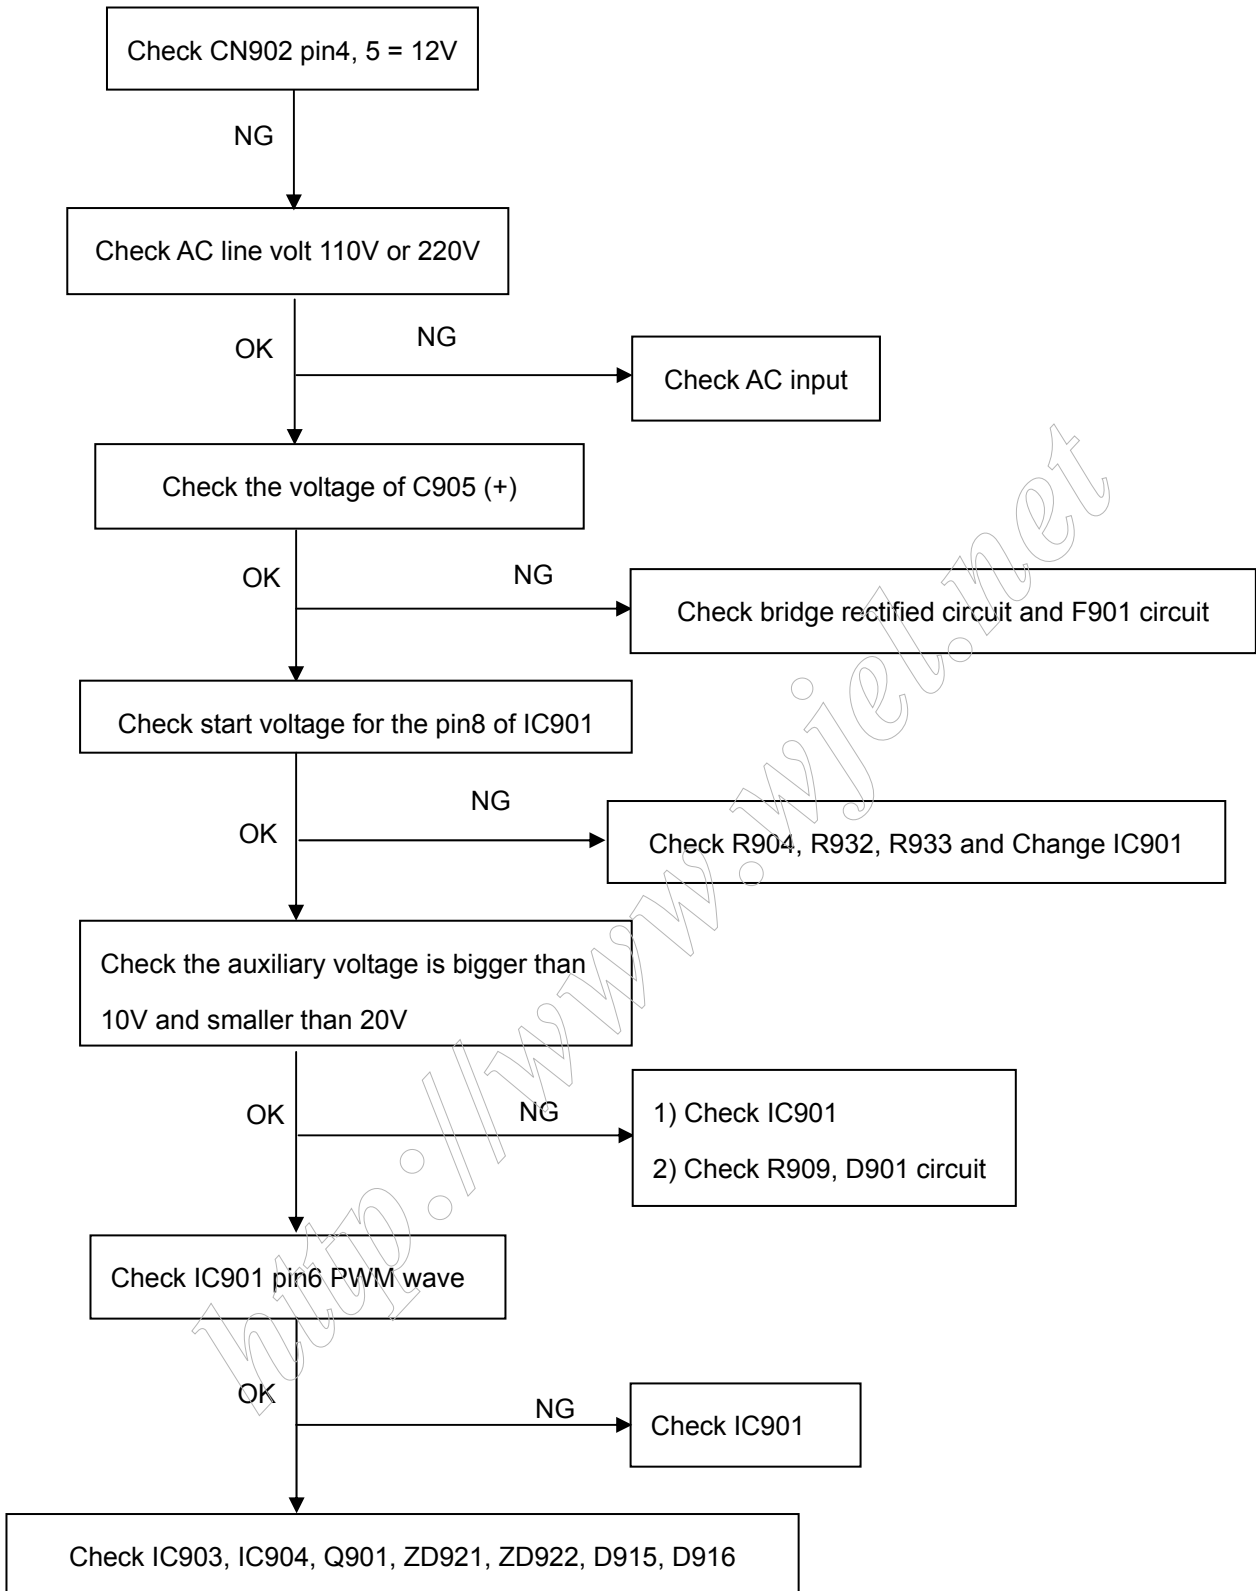 Check CN902 pin4, 5 = 12V
NG
Check AC line volt 110V or 220V
OK
NG
Check AC input
Check the voltage of C905 (+)
OK
NG
Check bridge rectified circuit and F901 circuit
Check start voltage for the pin8 of IC901
OK
NG
Check R904, R932, R933 and Change IC901
Check the auxiliary voltage is bigger than
10V and smaller than 20V
OK
NG
1) Check IC901
2) Check R909, D901 circuit
Check IC901 pin6 PWM wave
OK
NG
Check IC901
Check IC903, IC904, Q901, ZD921, ZD922, D915, D916
http://www.wjel.net